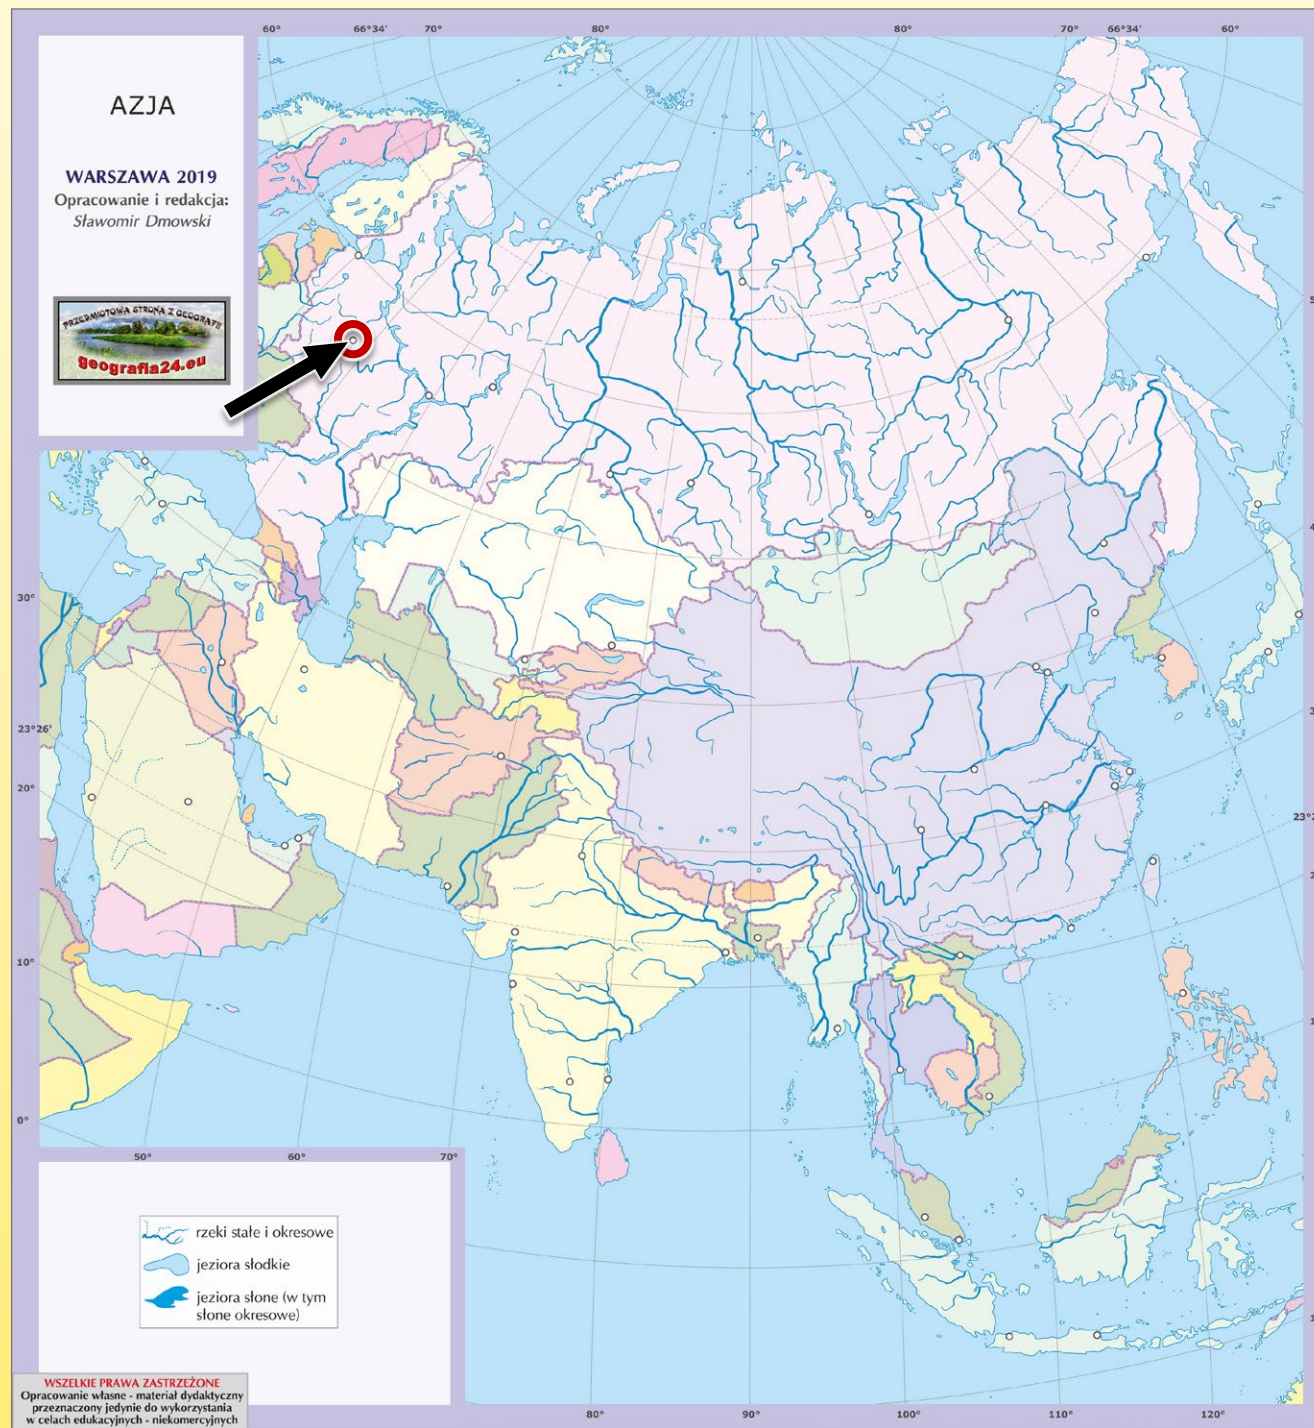 60°
66°34'
70°
80°
80°
70°
66°34'
60°
AZJA
WARSZAWA 2019
Opracowanie i redakcja:
Sławomir Dmowski
PRZEDMIOTOWA STRONA Z GEOGRAFII
geografia24.eu
30°
23°26'
20°
10°
0°
50°
60°
70°
rzeki stałe i okresowe
jeziora słodkie
jeziora słone (w tym
słone okresowe)
WSZELKIE PRAWA ZASTRZEŻONE
Opracowanie własne - materiał dydaktyczny
przeznaczony jedynie do wykorzystania
w celach edukacyjnych - niekomercyjnych
80°
90°
100°
110°
120°